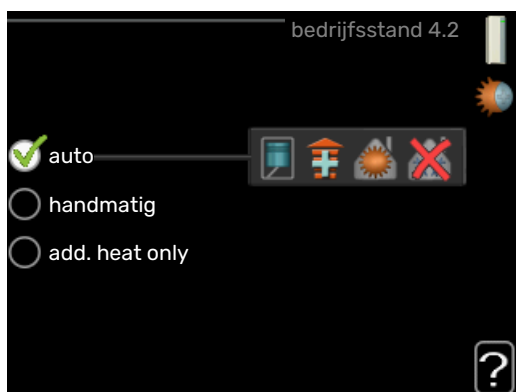 bedrijfsstand 4.2
auto
handmatig
add. heat only
?